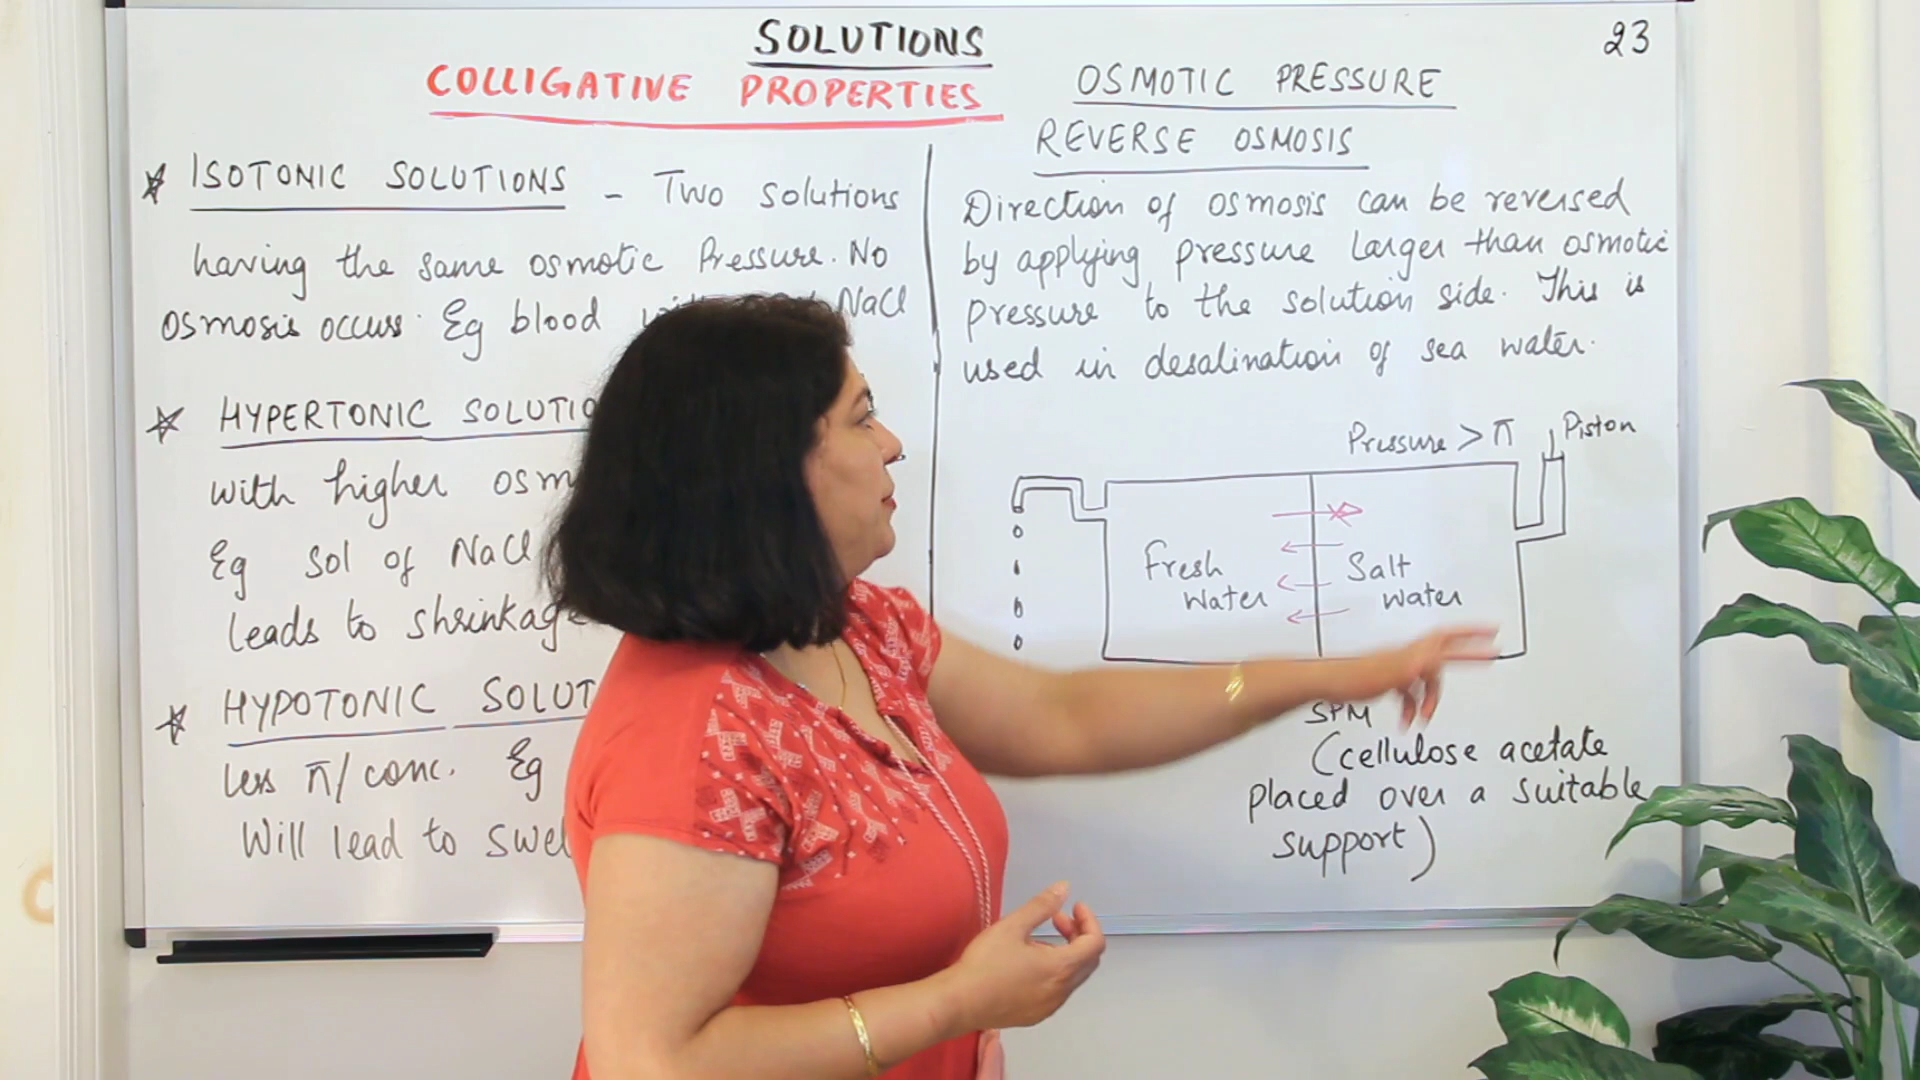 SOLUTIONS
23
COLLIGATIVE PROPERTIES
★ ISOTONIC SOLUTIONS - Two solutions
having the same osmotic Pressure. No
osmosis occurs. Eg blood NaCl
★ HYPERTONIC
with higher
Eg sol of NaCl
leads to
★ HYPOTONIC
less π/conc. Eg
Will lead to
OSMOTIC PRESSURE
REVERSE OSMOSIS
Direction of osmosis can be reversed
by applying pressure larger than osmotic
pressure to the solution side. This is
used in desalination of sea water.
Pressure > π
Piston
Fresh
Water
Salt
water
SPM
(cellulose acetate
placed over a suitable
support)